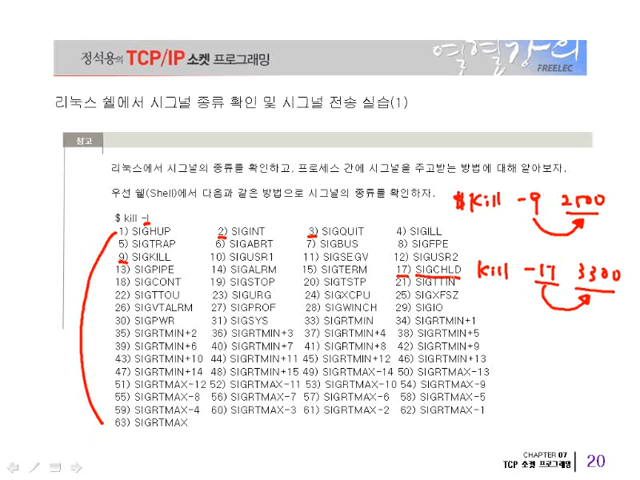 정석용의 TCP/IP 소켓 프로그래밍
열혈강의
FREELEC
리눅스 쉘에서 시그널 종류 확인 및 시그널 전송 실습(1)
참고
리눅스에서 시그널의 종류를 확인하고, 프로세스 간에 시그널을 주고받는 방법에 대해 알아보자.
우선 쉘(Shell)에서 다음과 같은 방법으로 시그널의 종류를 확인하자.
$ kill -l
$kill -9 2500
1) SIGHUP 2) SIGINT 3) SIGQUIT 4) SIGILL
5) SIGTRAP 6) SIGABRT 7) SIGBUS 8) SIGFPE
9) SIGKILL 10) SIGUSR1 11) SIGSEGV 12) SIGUSR2
13) SIGPIPE 14) SIGALRM 15) SIGTERM 17) SIGCHLD
kill -17 3300
18) SIGCONT 19) SIGSTOP 20) SIGTSTP 21) SIGTTIN
22) SIGTTOU 23) SIGURG 24) SIGXCPU 25) SIGXFSZ
26) SIGVTALRM 27) SIGPROF 28) SIGWINCH 29) SIGIO
30) SIGPWR 31) SIGSYS 33) SIGRTMIN 34) SIGRTMIN+1
35) SIGRTMIN+2 36) SIGRTMIN+3 37) SIGRTMIN+4 38) SIGRTMIN+5
39) SIGRTMIN+6 40) SIGRTMIN+7 41) SIGRTMIN+8 42) SIGRTMIN+9
43) SIGRTMIN+10 44) SIGRTMIN+11 45) SIGRTMIN+12 46) SIGRTMIN+13
47) SIGRTMIN+14 48) SIGRTMIN+15 49) SIGRTMAX-14 50) SIGRTMAX-13
51) SIGRTMAX-12 52) SIGRTMAX-11 53) SIGRTMAX-10 54) SIGRTMAX-9
55) SIGRTMAX-8 56) SIGRTMAX-7 57) SIGRTMAX-6 58) SIGRTMAX-5
59) SIGRTMAX-4 60) SIGRTMAX-3 61) SIGRTMAX-2 62) SIGRTMAX-1
63) SIGRTMAX
CHAPTER 07
TCP 소켓 프로그래밍
20